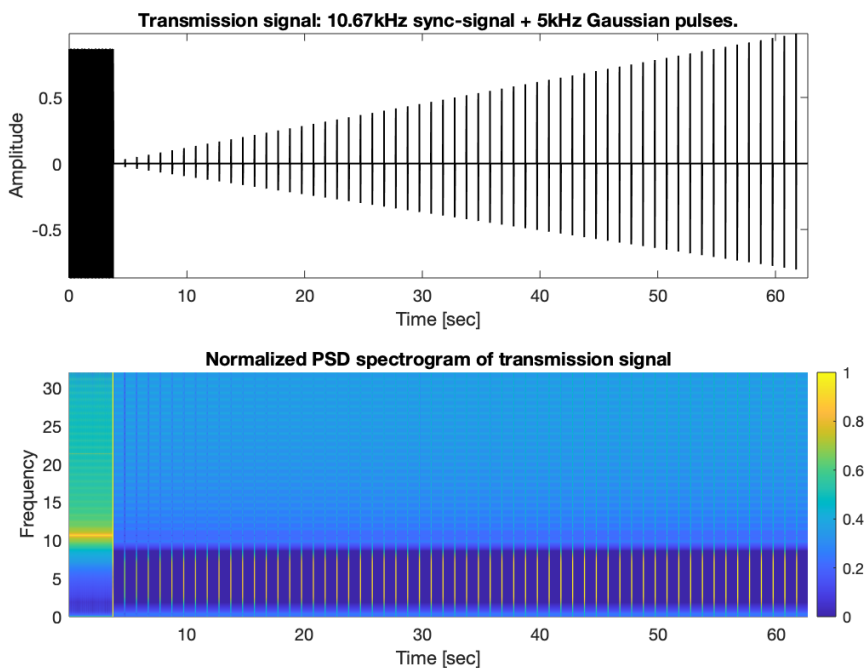 Transmission signal: 10.67kHz sync-signal + 5kHz Gaussian pulses.
Amplitude
0.5
0
-0.5
0 10 20 30 40 50 60
Time [sec]
Normalized PSD spectrogram of transmission signal
Frequency
30
25
20
15
10
5
0
10 20 30 40 50 60
Time [sec]
1
0.8
0.6
0.4
0.2
0